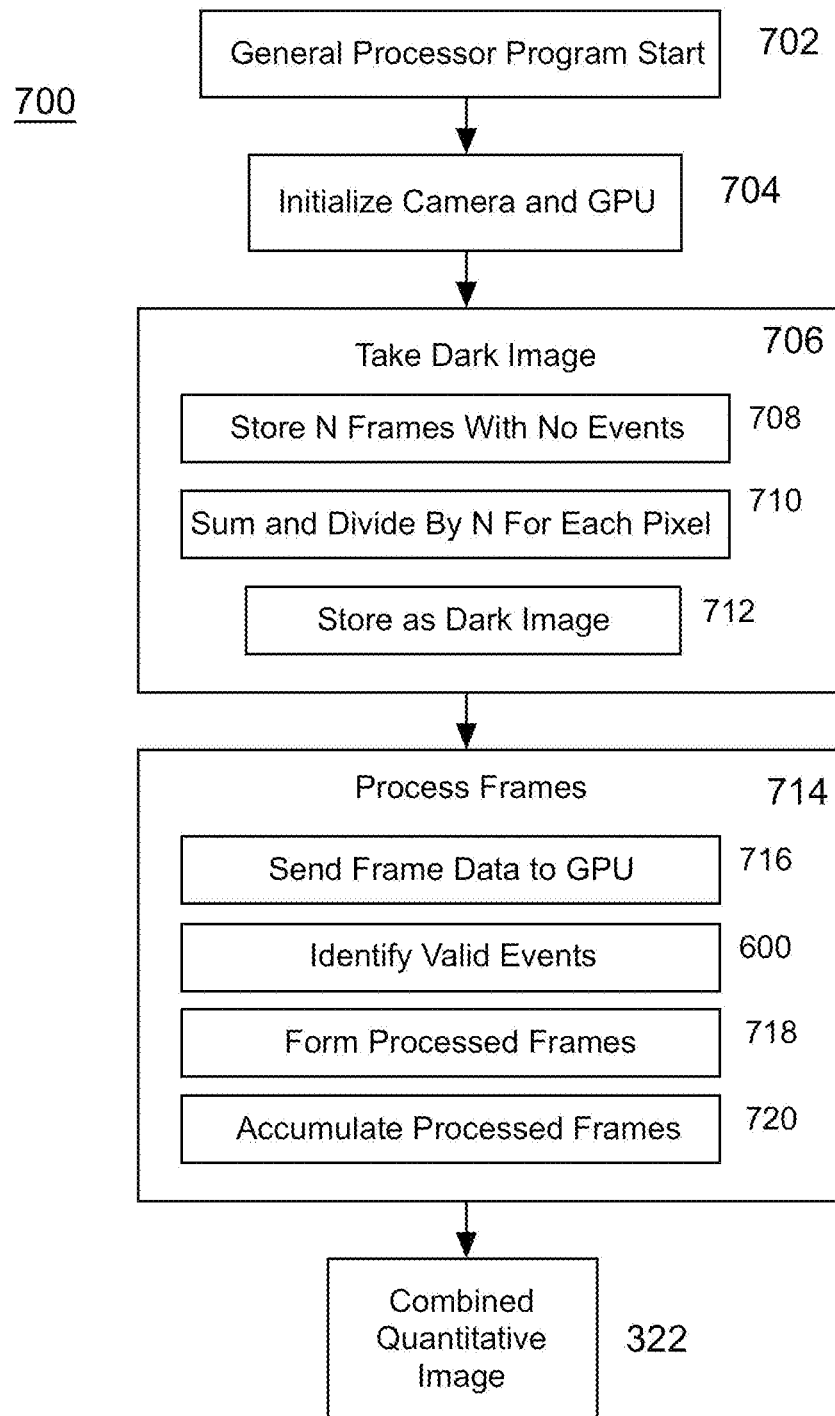 700
General Processor Program Start 702
Initialize Camera and GPU 704
Take Dark Image 706
Store N Frames With No Events 708
Sum and Divide By N For Each Pixel 710
Store as Dark Image 712
Process Frames 714
Send Frame Data to GPU 716
Identify Valid Events 600
Form Processed Frames 718
Accumulate Processed Frames 720
Combined
Quantitative
Image
322